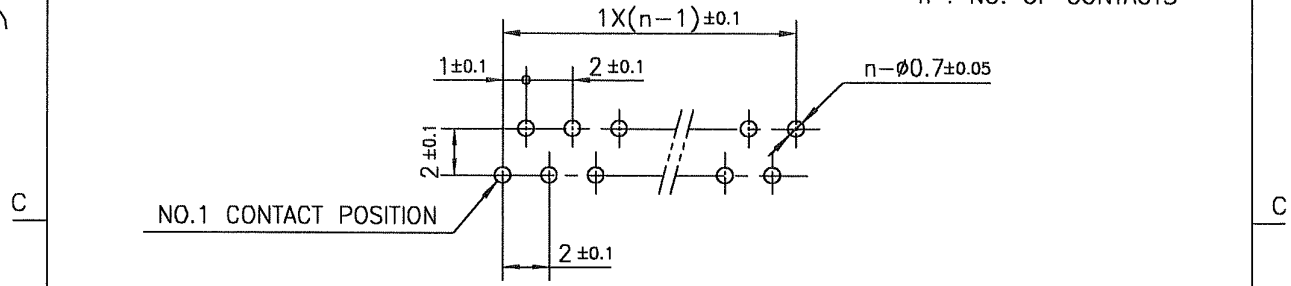 n : NO. OF CONTACTS
1X(n-1)±0.1
1±0.1
2 ±0.1
n-ø0.7±0.05
2 ±0.1
C
C
NO.1 CONTACT POSITION
2 ±0.1